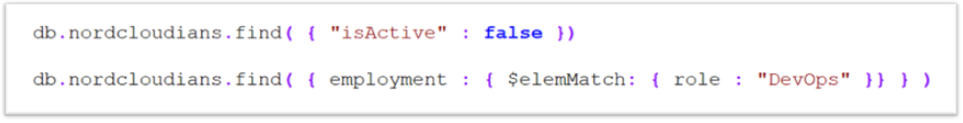 db.nordcloudians.find( { "isActive" : false })
db.nordcloudians.find( { employment : { $elemMatch: { role : "DevOps" }} } )